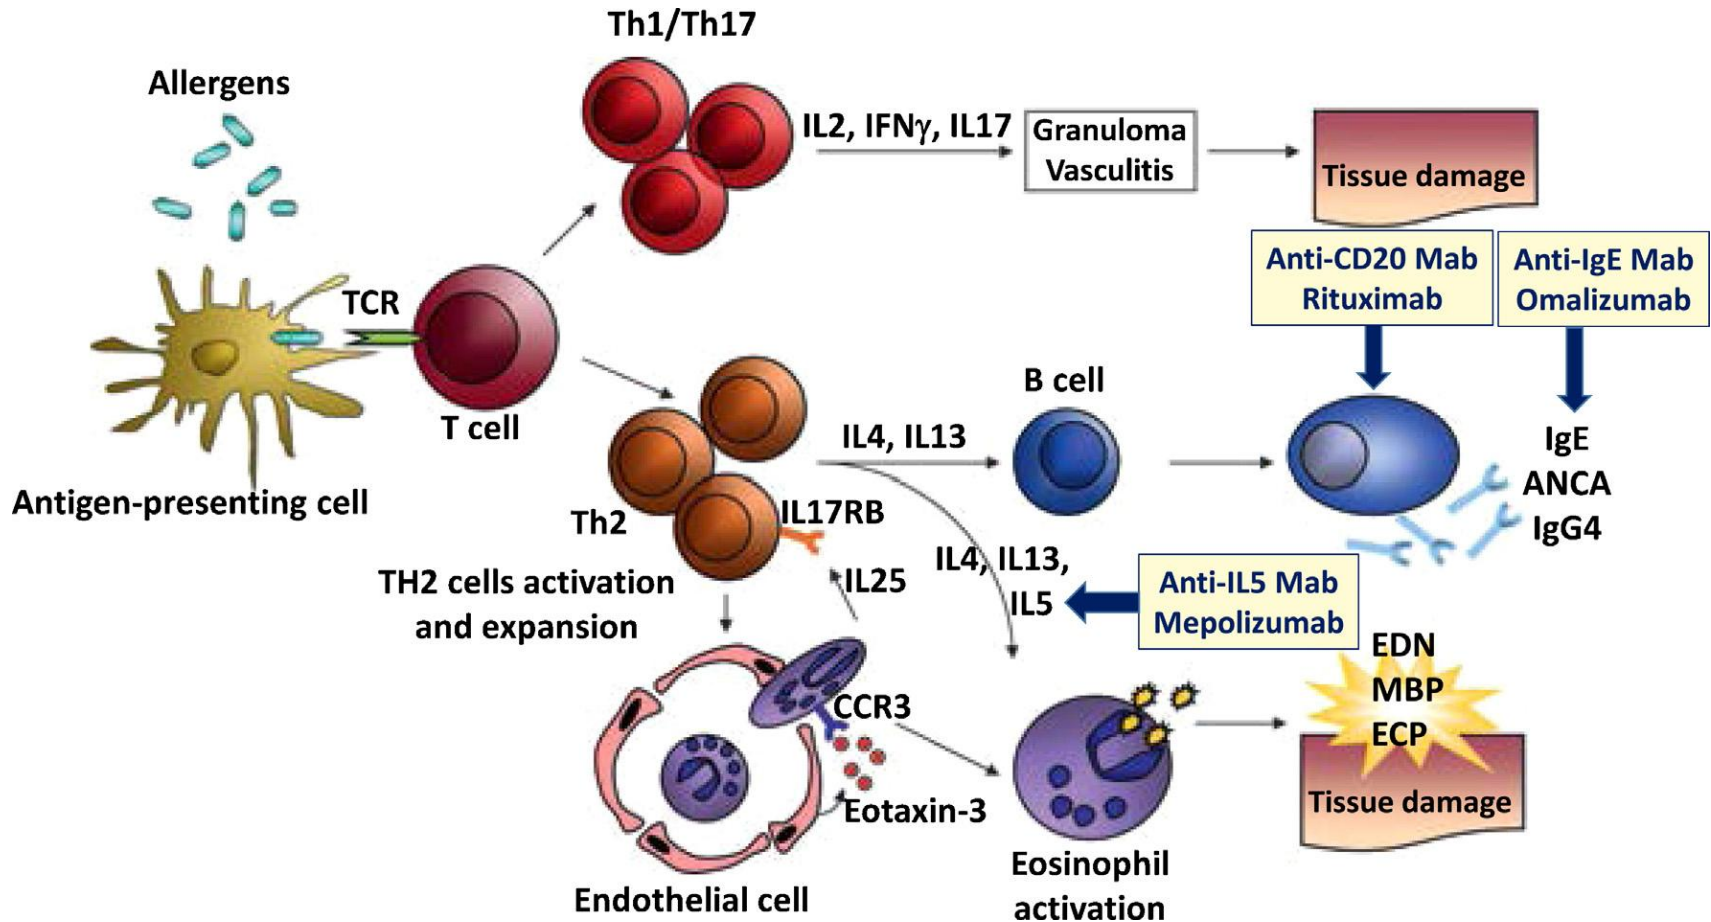 Th1/Th17
Allergens
IL2, IFNγ, IL17
Granuloma
Vasculitis
Tissue damage
Anti-CD20 Mab
Rituximab
Anti-IgE Mab
Omalizumab
TCR
T cell
Antigen-presenting cell
B cell
IL4, IL13
IgE
ANCA
IgG4
Th2
IL17RB
TH2 cells activation
and expansion
IL25
IL4, IL13,
IL5
Anti-IL5 Mab
Mepolizumab
EDN
MBP
ECP
CCR3
Eotaxin-3
Tissue damage
Endothelial cell
Eosinophil
activation